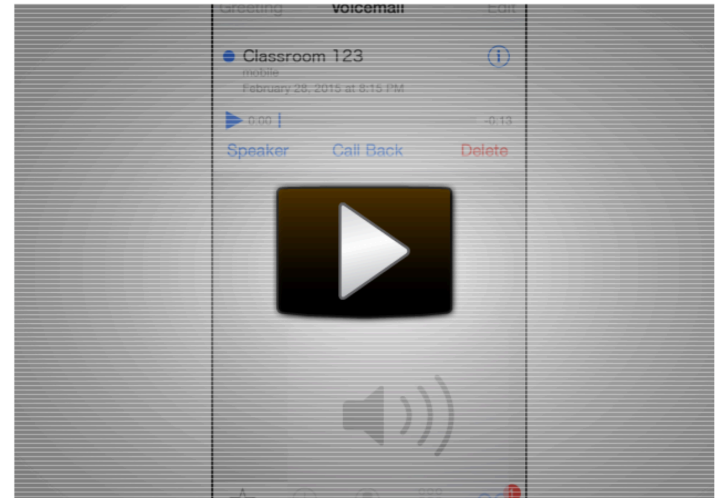 Greeting Voicemail Edit
Classroom 123
mobile
February 28, 2015 at 8:15 PM
0:00 -0:13
Speaker Call Back Delete